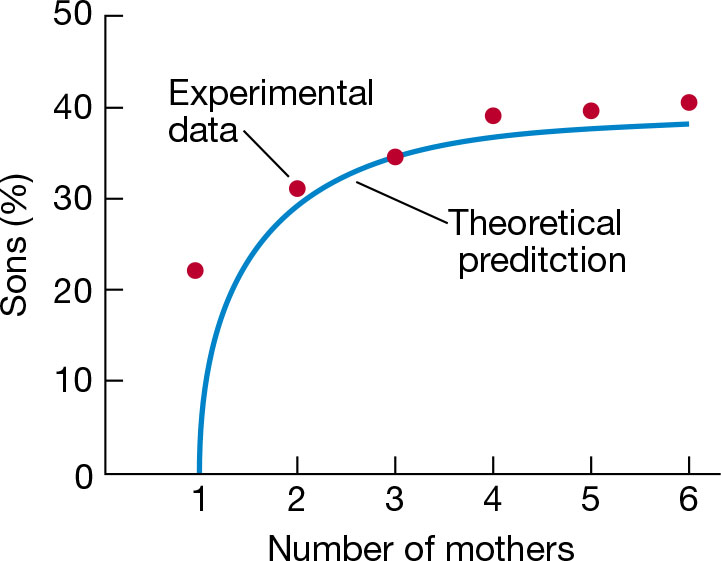 50
40
30
20
10
0
Sons (%)
Experimental
data
Theoretical
preditction
1 2 3 4 5 6
Number of mothers